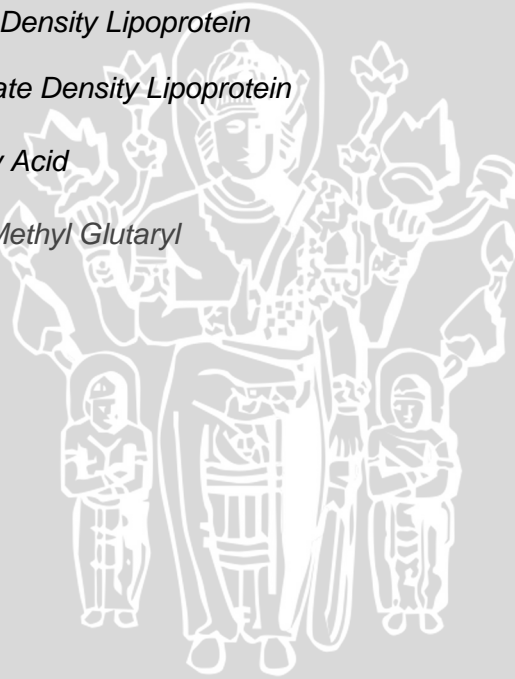 Density Lipoprotein
ate Density Lipoprotein
y Acid
Methyl Glutaryl